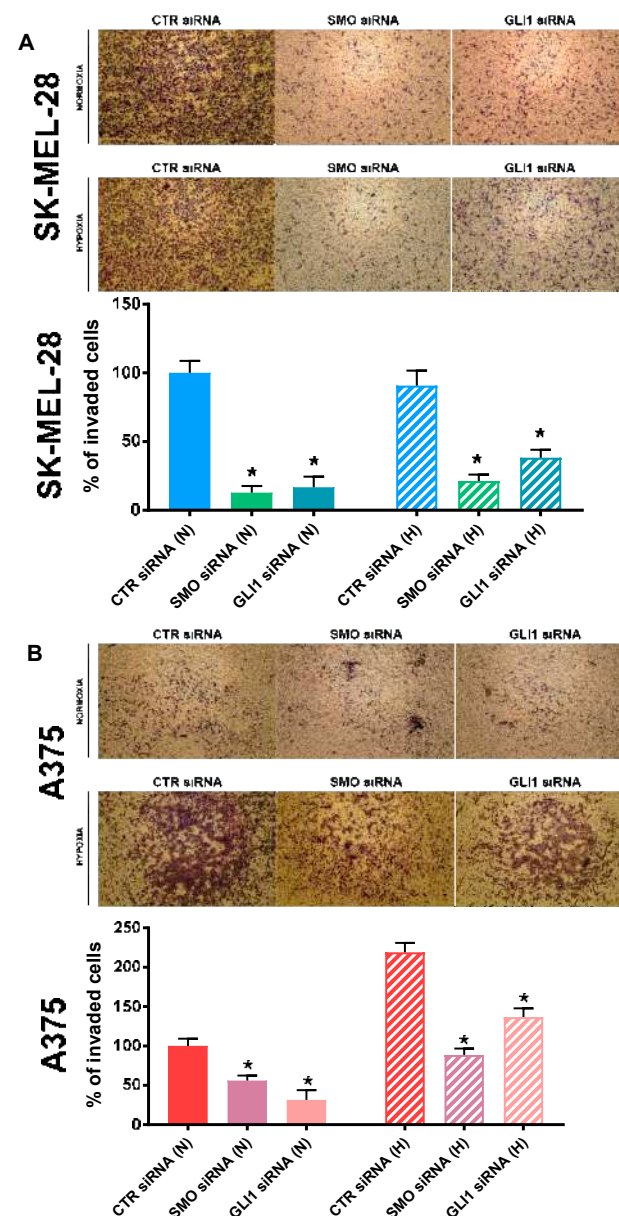 A
CTR siRNA SMO siRNA GLI1 siRNA
SK-MEL-28
NORMOXIA
CTR siRNA SMO siRNA GLI1 siRNA
HYPOXIA
SK-MEL-28
% of invaded cells
150
100
50
0
* * * *
CTR siRNA (N) SMO siRNA (N) GLI1 siRNA (N) CTR siRNA (H) SMO siRNA (H) GLI1 siRNA (H)
B
CTR siRNA SMO siRNA GLI1 siRNA
A375
NORMOXIA
CTR siRNA SMO siRNA GLI1 siRNA
HYPOXIA
A375
% of invaded cells
250
200
150
100
50
0
* * * *
CTR siRNA (N) SMO siRNA (N) GLI1 siRNA (N) CTR siRNA (H) SMO siRNA (H) GLI1 siRNA (H)